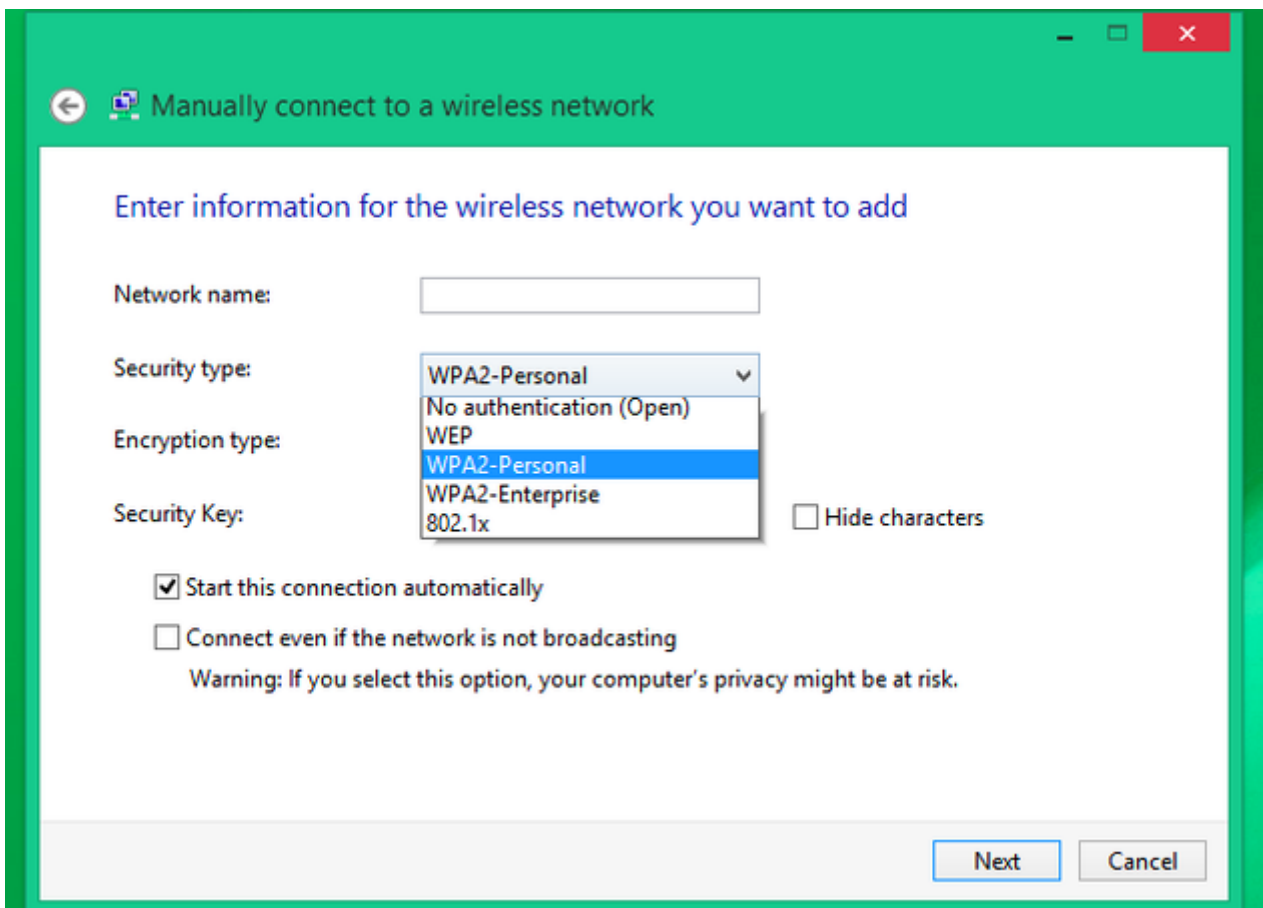 Manually connect to a wireless network
Enter information for the wireless network you want to add
Network name:
Security type:
WPA2-Personal
No authentication (Open)
WEP
WPA2-Personal
WPA2-Enterprise
802.1x
Encryption type:
Security Key:
Hide characters
Start this connection automatically
Connect even if the network is not broadcasting
Warning: If you select this option, your computer's privacy might be at risk.
Next
Cancel